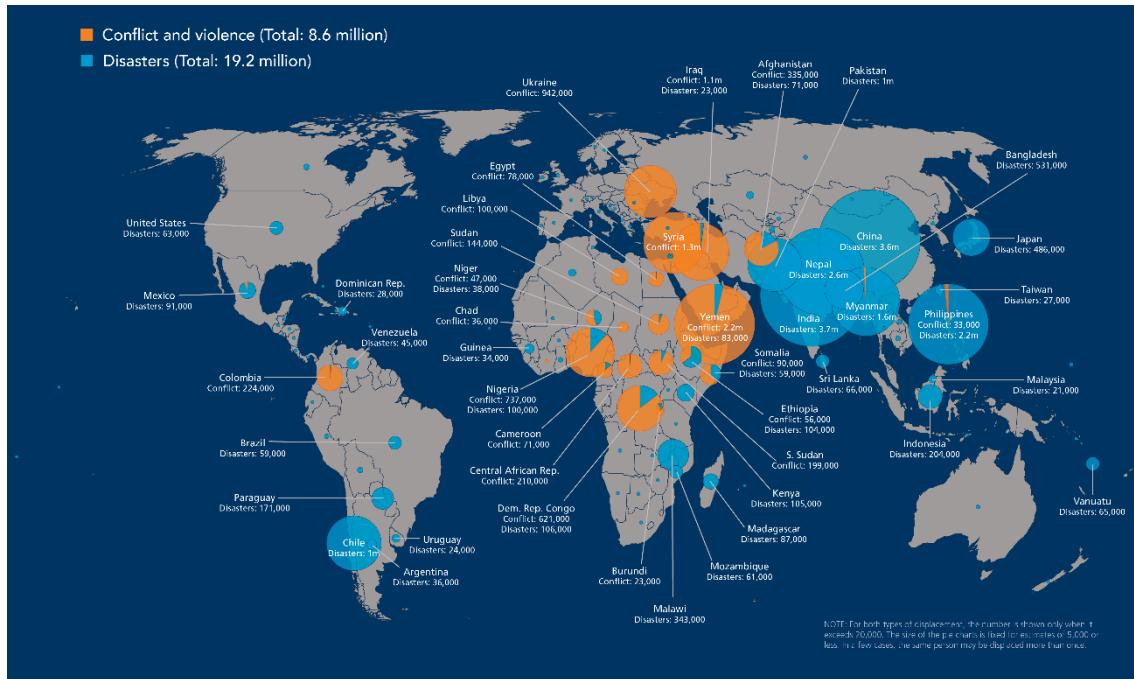 Conflict and violence (Total: 8.6 million)
Disasters (Total: 19.2 million)
Ukraine
Conflict: 942,000
Iraq
Conflict: 1.1m
Disasters: 23,000
Afghanistan
Conflict: 335,000
Disasters: 71,000
Pakistan
Disasters: 1m
Bangladesh
Disasters: 531,000
Egypt
Conflict: 78,000
Libya
Conflict: 100,000
Sudan
Conflict: 144,000
Niger
Conflict: 47,000
Disasters: 38,000
Chad
Conflict: 36,000
Guinea
Disasters: 34,000
Nigeria
Conflict: 737,000
Disasters: 100,000
Cameroon
Conflict: 71,000
Central African Rep.
Conflict: 210,000
Dem. Rep. Congo
Conflict: 621,000
Disasters: 106,000
Burundi
Conflict: 23,000
Malawi
Disasters: 343,000
Mozambique
Disasters: 61,000
Madagascar
Disasters: 87,000
Kenya
Disasters: 105,000
S. Sudan
Conflict: 199,000
Ethiopia
Conflict: 56,000
Disasters: 104,000
Somalia
Conflict: 90,000
Disasters: 59,000
Syria
Conflict: 1.3m
Yemen
Conflict: 2.2m
Disasters: 83,000
China
Disasters: 3.6m
Nepal
Disasters: 2.6m
India
Disasters: 3.7m
Myanmar
Disasters: 1.6m
Japan
Disasters: 486,000
Taiwan
Disasters: 27,000
Philippines
Conflict: 33,000
Disasters: 2.2m
Sri Lanka
Disasters: 66,000
Malaysia
Disasters: 21,000
Indonesia
Disasters: 204,000
Vanuatu
Disasters: 65,000
United States
Disasters: 63,000
Mexico
Disasters: 91,000
Dominican Rep.
Disasters: 28,000
Venezuela
Disasters: 45,000
Colombia
Conflict: 224,000
Brazil
Disasters: 59,000
Paraguay
Disasters: 171,000
Chile
Disasters: 1m
Uruguay
Disasters: 24,000
Argentina
Disasters: 36,000
NOTE: For both types of displacement, the number is shown only when it
exceeds 20,000. The size of the pie charts is fixed for estimates of 5,000 or
less. In a few cases, the same person may be displaced more than once.